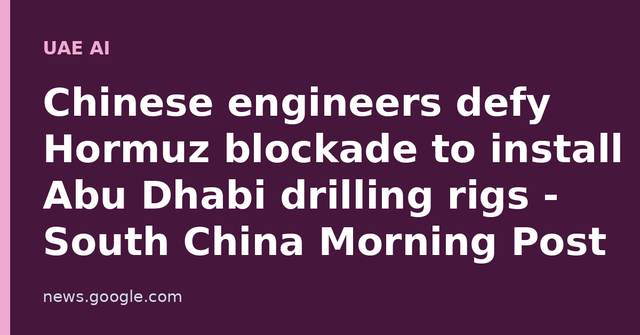 UAE AI
Chinese engineers defy
Hormuz blockade to install
Abu Dhabi drilling rigs -
South China Morning Post
news.google.com